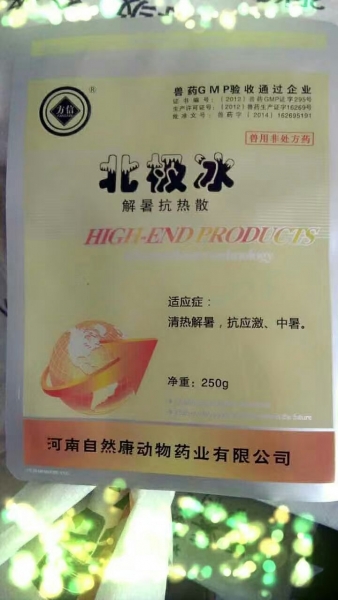 兽药GMP验收通过企业
证书编号：（2012）兽药GMP证字295号
生产许可证号：（2012）兽药生产证字16269号
批准文号：兽药字（2014）162685191
方信
®
兽用非处方药
北极冰
解暑抗热散
HIGH-END PRODUCTS
适应症：
清热解暑，抗应激、中暑。
净重：250g
河南自然康动物药业有限公司